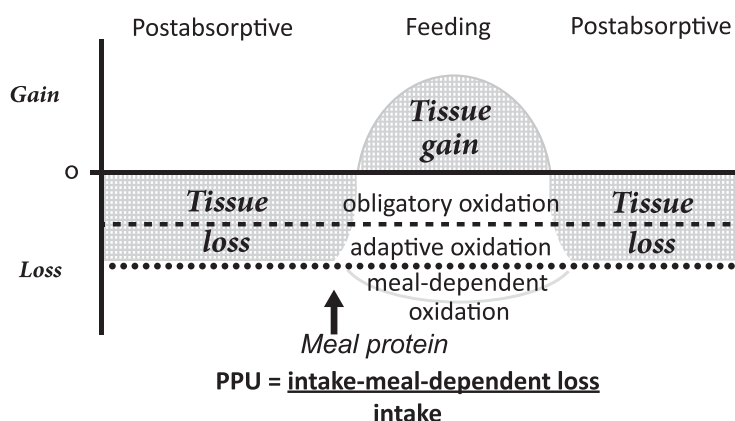 Postabsorptive Feeding Postabsorptive
Gain
Tissue
gain
O
Tissue obligatory oxidation Tissue
loss adaptive oxidation loss
Loss
meal-dependent
oxidation
Meal protein
PPU = intake-meal-dependent loss
intake